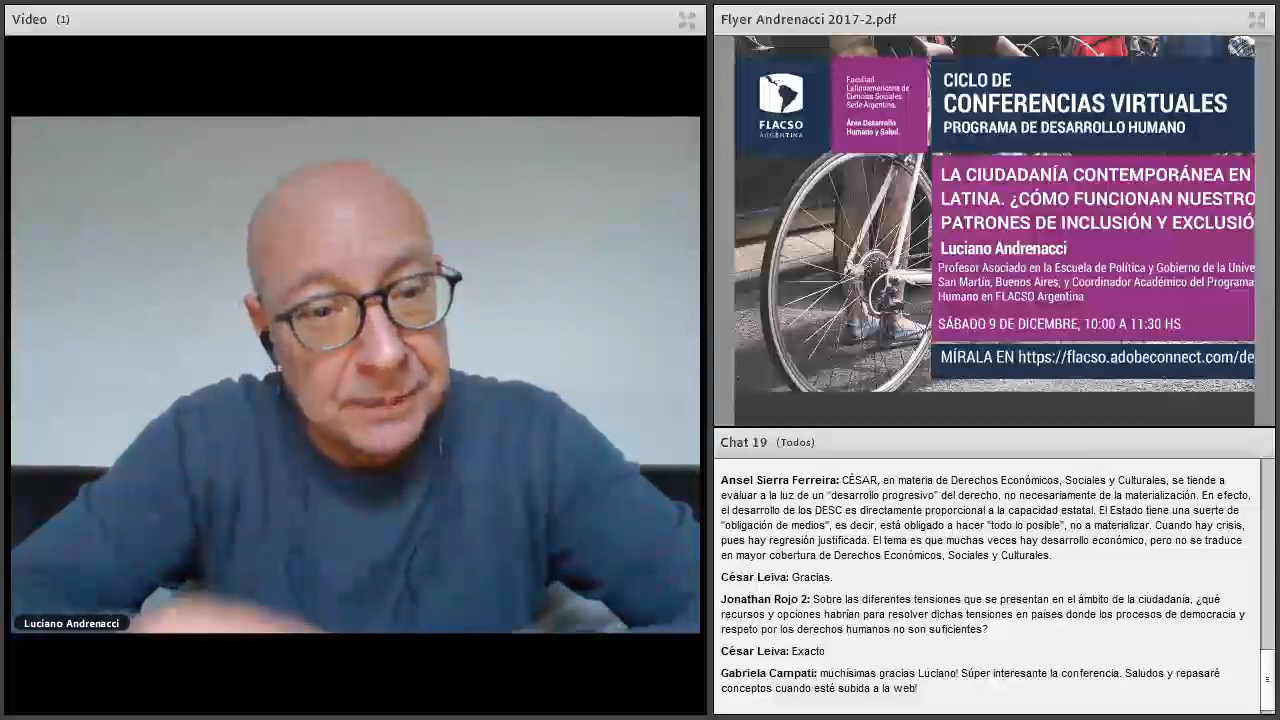 Video (1)
Luciano Andrenacci
Flyer Andrenacci 2017-2.pdf
FLACSO
ARGENTINA
Facultad
Latinoamericana de
Ciencias Sociales
Sede Argentina.
Área Desarrollo
Humano y Salud.
CICLO DE
CONFERENCIAS VIRTUALES
PROGRAMA DE DESARROLLO HUMANO
LA CIUDADANÍA CONTEMPORÁNEA EN
LATINA. ¿CÓMO FUNCIONAN NUESTRO
PATRONES DE INCLUSIÓN Y EXCLUSIÓ
Luciano Andrenacci
Profesor Asociado en la Escuela de Política y Gobierno de la Unive
San Martín, Buenos Aires; y Coordinador Académico del Programa
Humano en FLACSO Argentina
SÁBADO 9 DE DICIEMBRE, 10:00 A 11:30 HS
MÍRALA EN https://flacso.adobeconnect.com/de
Chat 19 (Todos)
Ansel Sierra Ferreira: CÉSAR, en materia de Derechos Económicos, Sociales y Culturales, se tiende a
evaluar a la luz de un "desarrollo progresivo" del derecho, no necesariamente de la materialización. En efecto,
el desarrollo de los DESC es directamente proporcional a la capacidad estatal. El Estado tiene una suerte de
"obligación de medios", es decir, está obligado a hacer "todo lo posible", no a materializar. Cuando hay crisis,
pues hay regresión justificada. El tema es que muchas veces hay desarrollo económico, pero no se traduce
en mayor cobertura de Derechos Económicos, Sociales y Culturales.
César Leiva: Gracias.
Jonathan Rojo 2: Sobre las diferentes tensiones que se presentan en el ámbito de la ciudadanía, ¿qué
recursos y opciones habrían para resolver dichas tensiones en países donde los procesos de democracia y
respeto por los derechos humanos no son suficientes?
César Leiva: Exacto
Gabriela Campati: muchísimas gracias Luciano! Súper interesante la conferencia. Saludos y repasaré
conceptos cuando esté subida a la web!